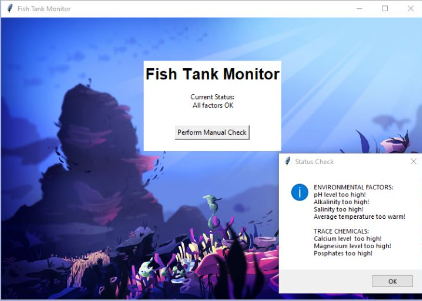 Fish Tank Monitor
Fish Tank Monitor
Current Status:
All factors OK
Perform Manual Check
Status Check
ENVIRONMENTAL FACTORS:
pH level too high!
Alkalinity too high!
Salinity too high!
Average temperature too warm!
TRACE CHEMICALS:
Calcium level too high!
Magnesium level too high!
Posphates too high!
OK